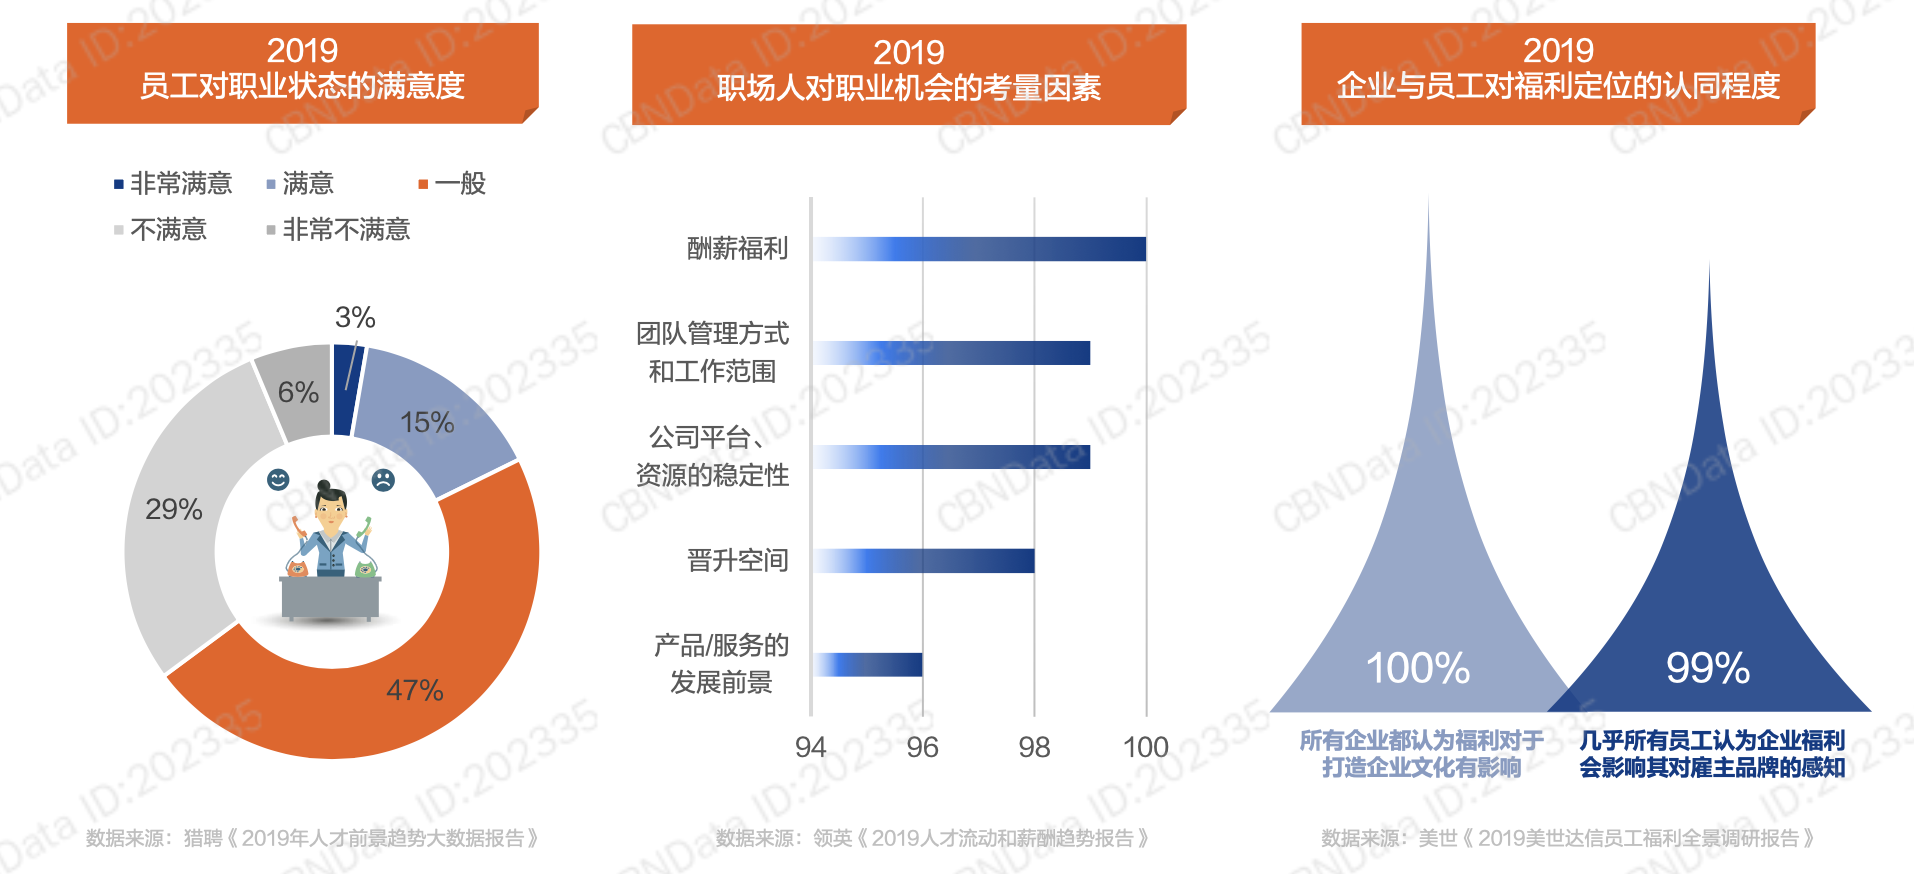 2019
员工对职业状态的满意度
非常满意
满意
一般
不满意
非常不满意
3%
15%
6%
29%
47%
数据来源：猎聘《2019年人才前景趋势大数据报告》
2019
职场人对职业机会的考量因素
酬薪福利
团队管理方式
和工作范围
公司平台、
资源的稳定性
晋升空间
产品/服务的
发展前景
94
96
98
100
数据来源：领英《2019人才流动和薪酬趋势报告》
2019
企业与员工对福利定位的认同程度
100%
99%
所有企业都认为福利对于
打造企业文化有影响
几乎所有员工认为企业福利
会影响其对雇主品牌的感知
数据来源：美世《2019美世达信员工福利全景调研报告》
CBNData ID:202335